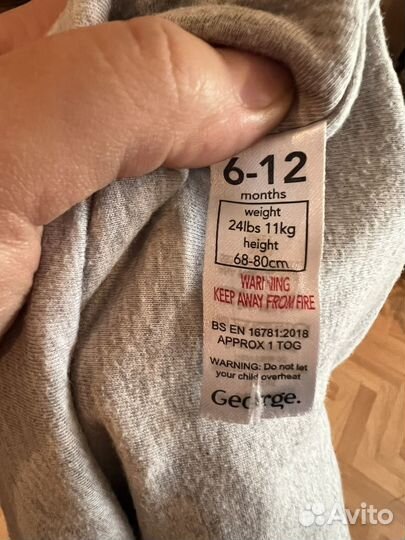 6-12
months
weight
24lbs 11kg
height
68-80cm
WARNING
KEEP AWAY FROM FIRE
BS EN 16781:2018
APPROX 1 TOG
WARNING: Do not let
your child overheat
George.
Avito